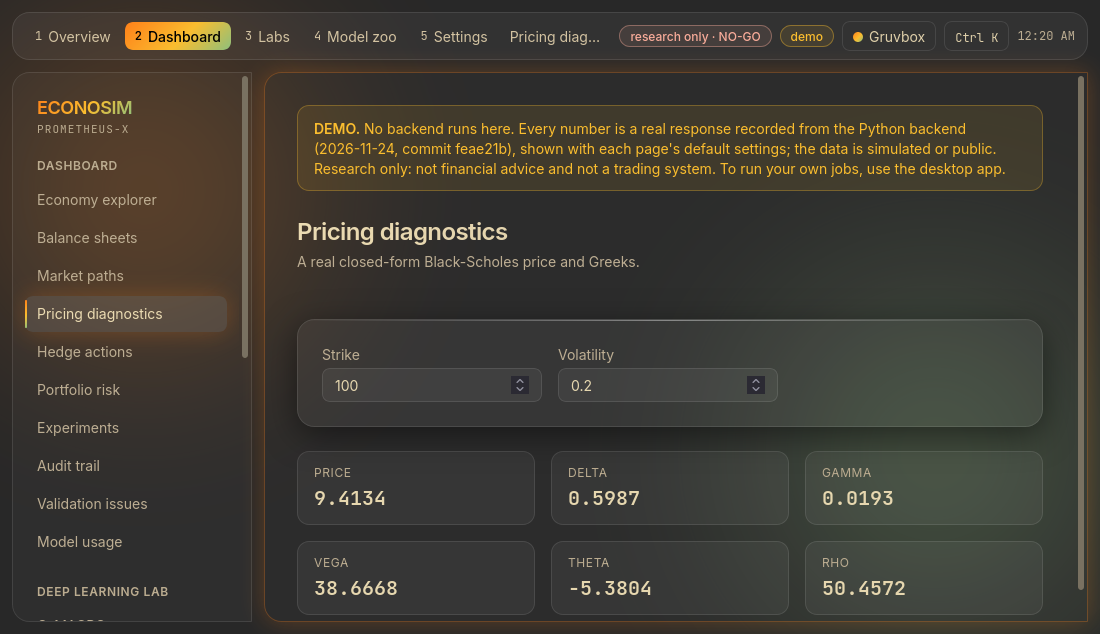 1 Overview 2 Dashboard 3 Labs 4 Model zoo 5 Settings Pricing diag... research only · NO-GO demo Gruvbox Ctrl K 12:20 AM
ECONOSIM
PROMETHEUS-X
DASHBOARD
Economy explorer
Balance sheets
Market paths
Pricing diagnostics
Hedge actions
Portfolio risk
Experiments
Audit trail
Validation issues
Model usage
DEEP LEARNING LAB
DEMO. No backend runs here. Every number is a real response recorded from the Python backend
(2026-11-24, commit feae21b), shown with each page's default settings; the data is simulated or public.
Research only: not financial advice and not a trading system. To run your own jobs, use the desktop app.
Pricing diagnostics
A real closed-form Black-Scholes price and Greeks.
Strike Volatility
100 0.2
PRICE DELTA GAMMA
9.4134 0.5987 0.0193
VEGA THETA RHO
38.6668 -5.3804 50.4572